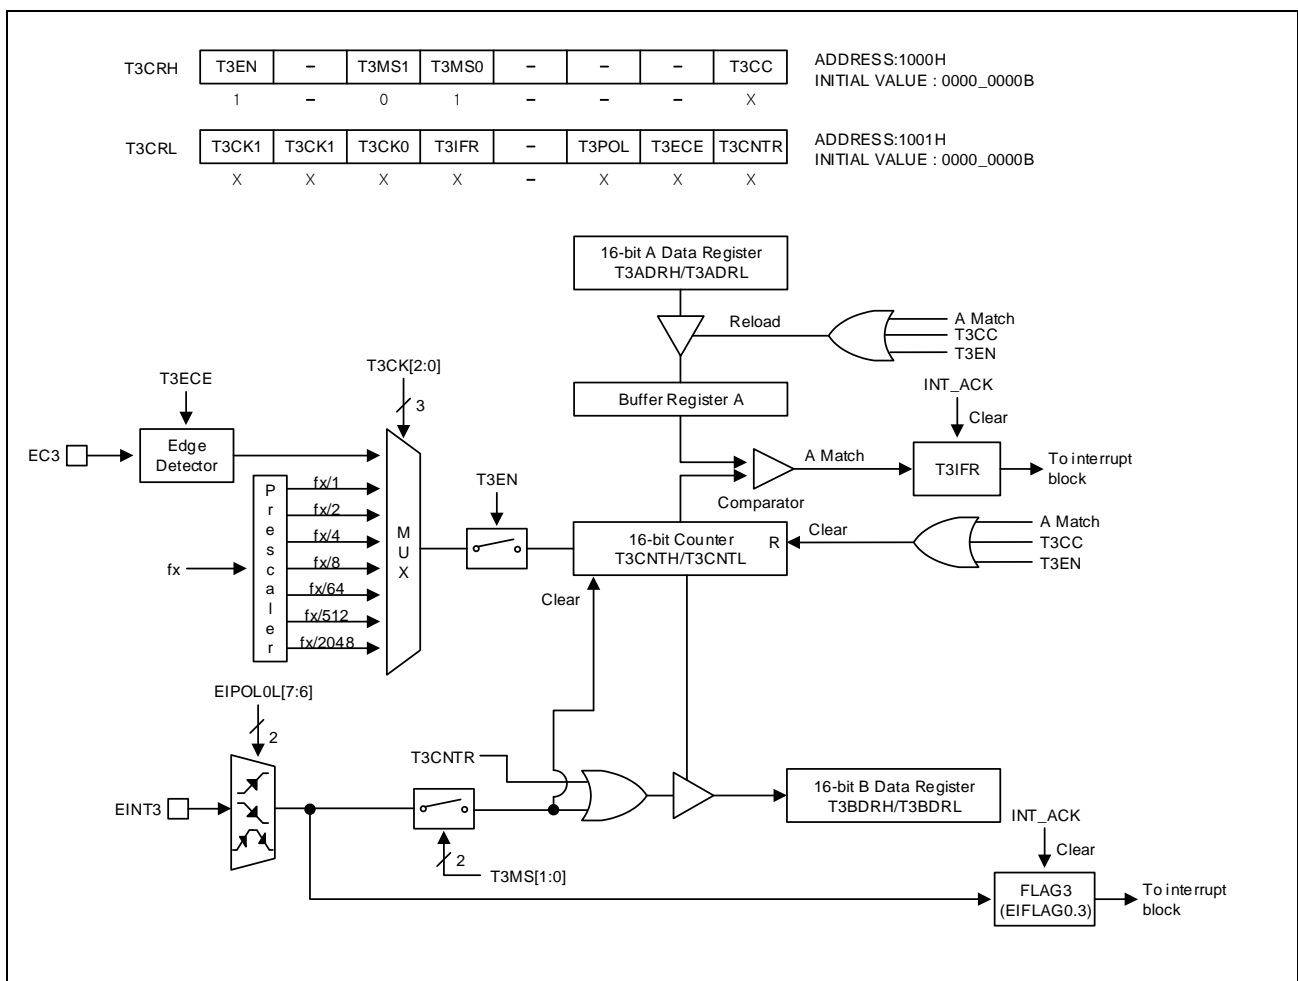 T3CRH T3EN – T3MS1 T3MS0 – – – T3CC ADDRESS:1000H
INITIAL VALUE : 0000_0000B
1 – 0 1 – – – X
T3CRL T3CK1 T3CK1 T3CK0 T3IFR – T3POL T3ECE T3CNTR ADDRESS:1001H
INITIAL VALUE : 0000_0000B
X X X X – X X X
16-bit A Data Register
T3ADRH/T3ADRL
Reload
A Match
T3CC
T3EN
T3CK[2:0]
3
T3ECE
Buffer Register A
INT_ACK
Clear
EC3
Edge
Detector
A Match
T3IFR
To interrupt
block
Comparator
Prescaler
fx
fx/1
fx/2
fx/4
fx/8
fx/64
fx/512
fx/2048
MUX
T3EN
16-bit Counter
T3CNTH/T3CNTL
R
Clear
A Match
T3CC
T3EN
Clear
EIPOL0L[7:6]
2
T3CNTR
EINT3
2
T3MS[1:0]
16-bit B Data Register
T3BDRH/T3BDRL
INT_ACK
Clear
FLAG3
(EIFLAG0.3)
To interrupt
block